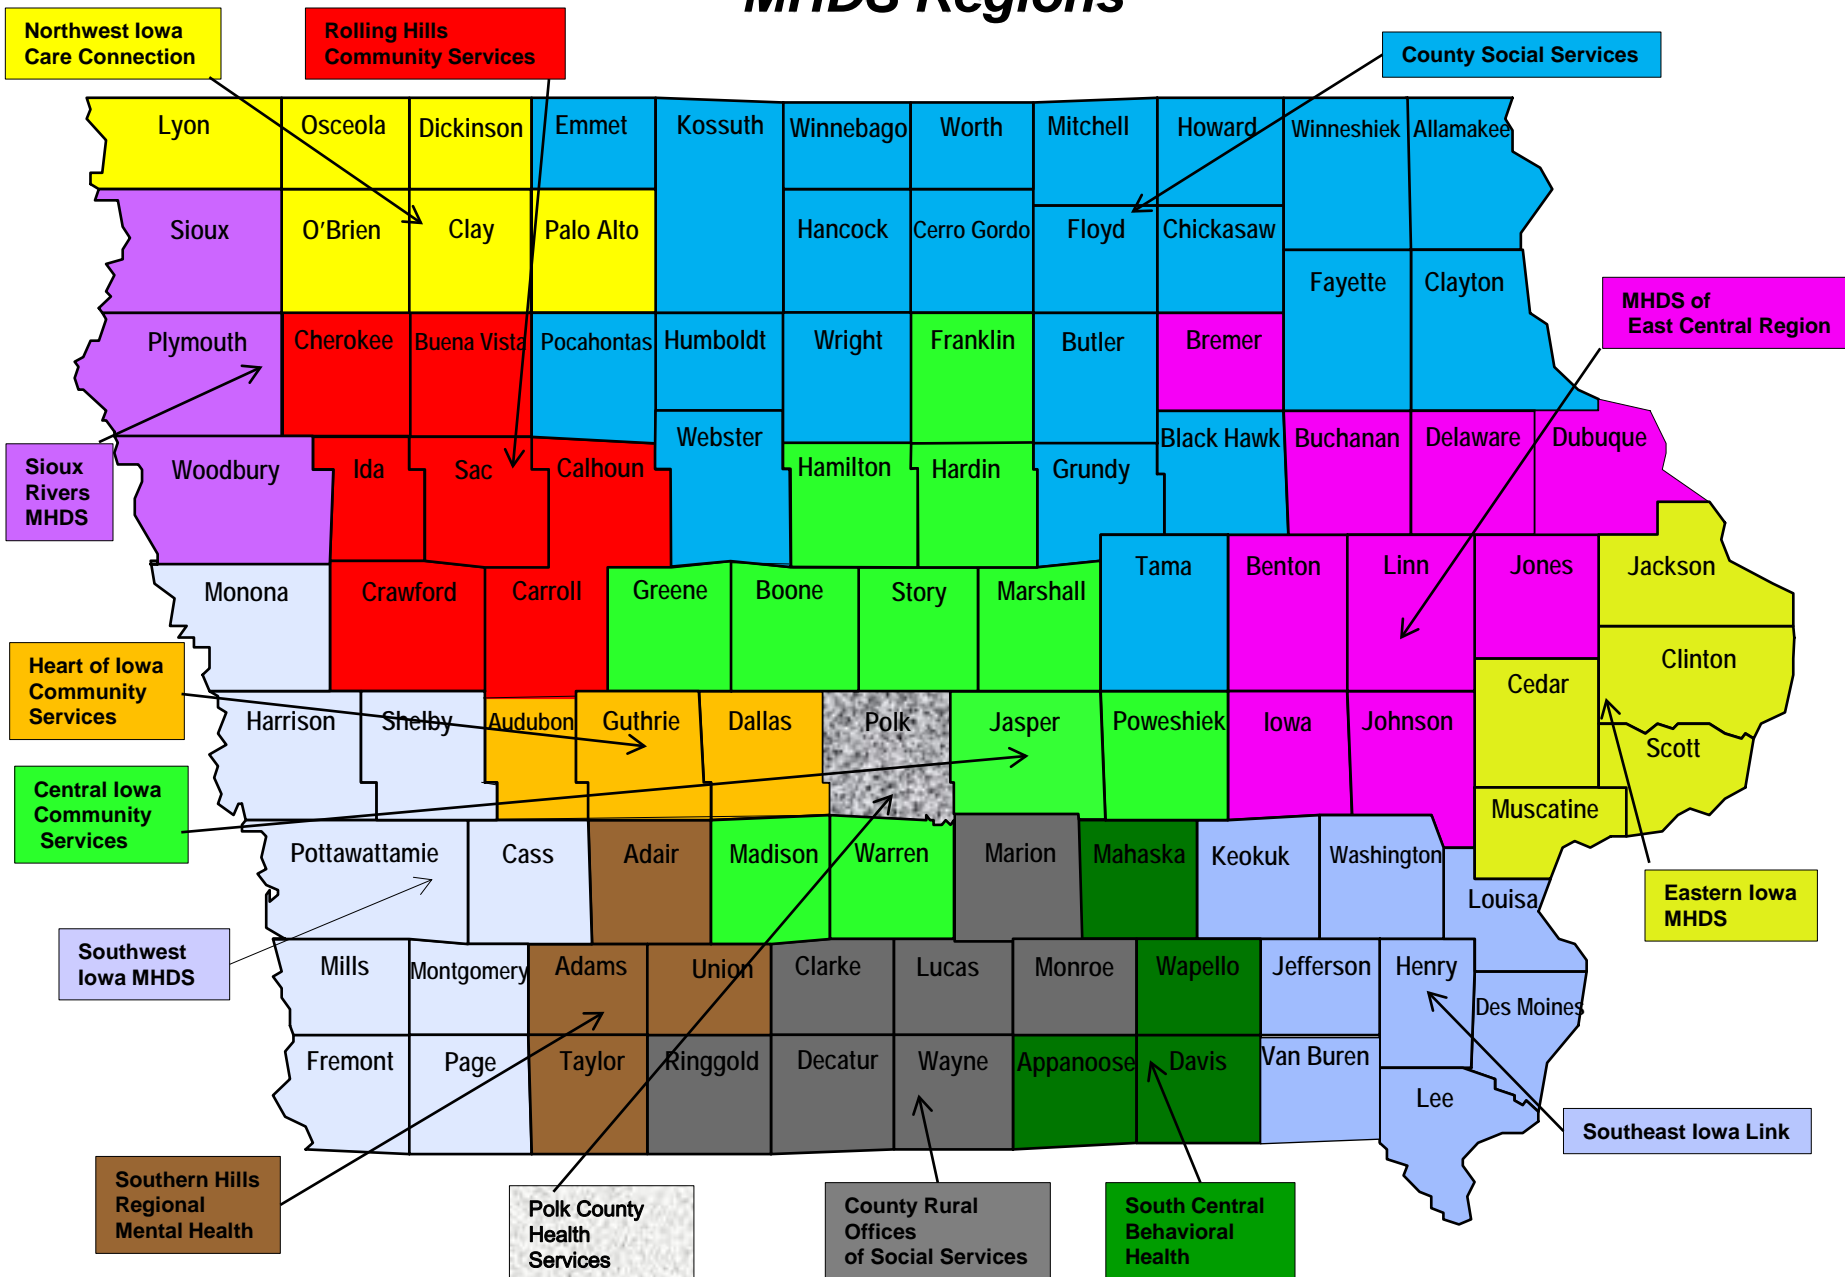 MHDS Regions
Northwest Iowa
Care Connection
Rolling Hills
Community Services
County Social Services
Lyon
Osceola
Dickinson
Emmet
Kossuth
Winnebago
Worth
Mitchell
Howard
Winneshiek
Allamakee
Sioux
O'Brien
Clay
Palo Alto
Hancock
Cerro Gordo
Floyd
Chickasaw
Fayette
Clayton
MHDS of
East Central Region
Plymouth
Cherokee
Buena Vista
Pocahontas
Humboldt
Wright
Franklin
Butler
Bremer
Sioux
Rivers
MHDS
Woodbury
Ida
Sac
Calhoun
Webster
Hamilton
Hardin
Grundy
Black Hawk
Buchanan
Delaware
Dubuque
Monona
Crawford
Carroll
Greene
Boone
Story
Marshall
Tama
Benton
Linn
Jones
Jackson
Heart of Iowa
Community
Services
Clinton
Cedar
Harrison
Shelby
Audubon
Guthrie
Dallas
Polk
Jasper
Poweshiek
Iowa
Johnson
Scott
Central Iowa
Community
Services
Muscatine
Pottawattamie
Cass
Adair
Madison
Warren
Marion
Mahaska
Keokuk
Washington
Louisa
Eastern Iowa
MHDS
Southwest
Iowa MHDS
Mills
Montgomery
Adams
Union
Clarke
Lucas
Monroe
Wapello
Jefferson
Henry
Des Moines
Fremont
Page
Taylor
Ringgold
Decatur
Wayne
Appanoose
Davis
Van Buren
Lee
Southeast Iowa Link
Southern Hills
Regional
Mental Health
Polk County
Health
Services
County Rural
Offices
of Social Services
South Central
Behavioral
Health